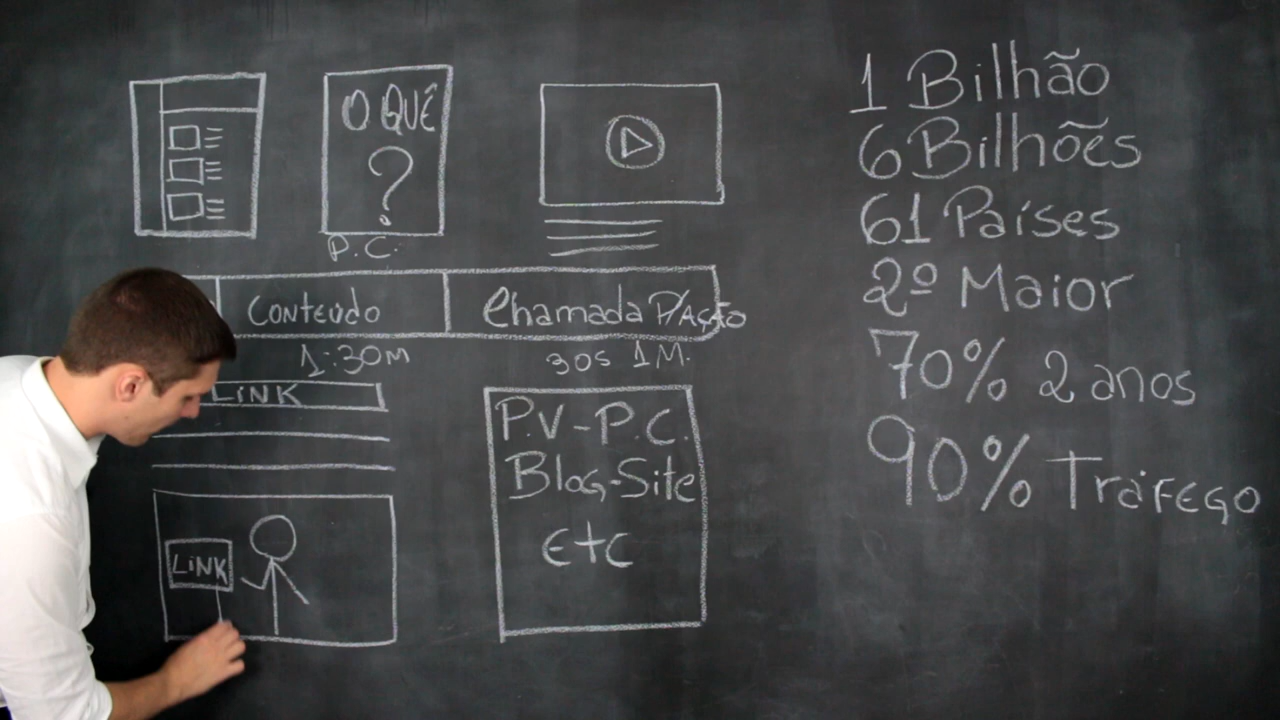 O QUÊ
?
P.C.
Conteúdo
Chamada P/Ação
1:30m
30s 1M.
LiNK
P.V-P.C.
Blog-Site
etc
LiNK
1 Bilhão
6 Bilhões
61 Países
2º Maior
70% 2 anos
90% Tráfego